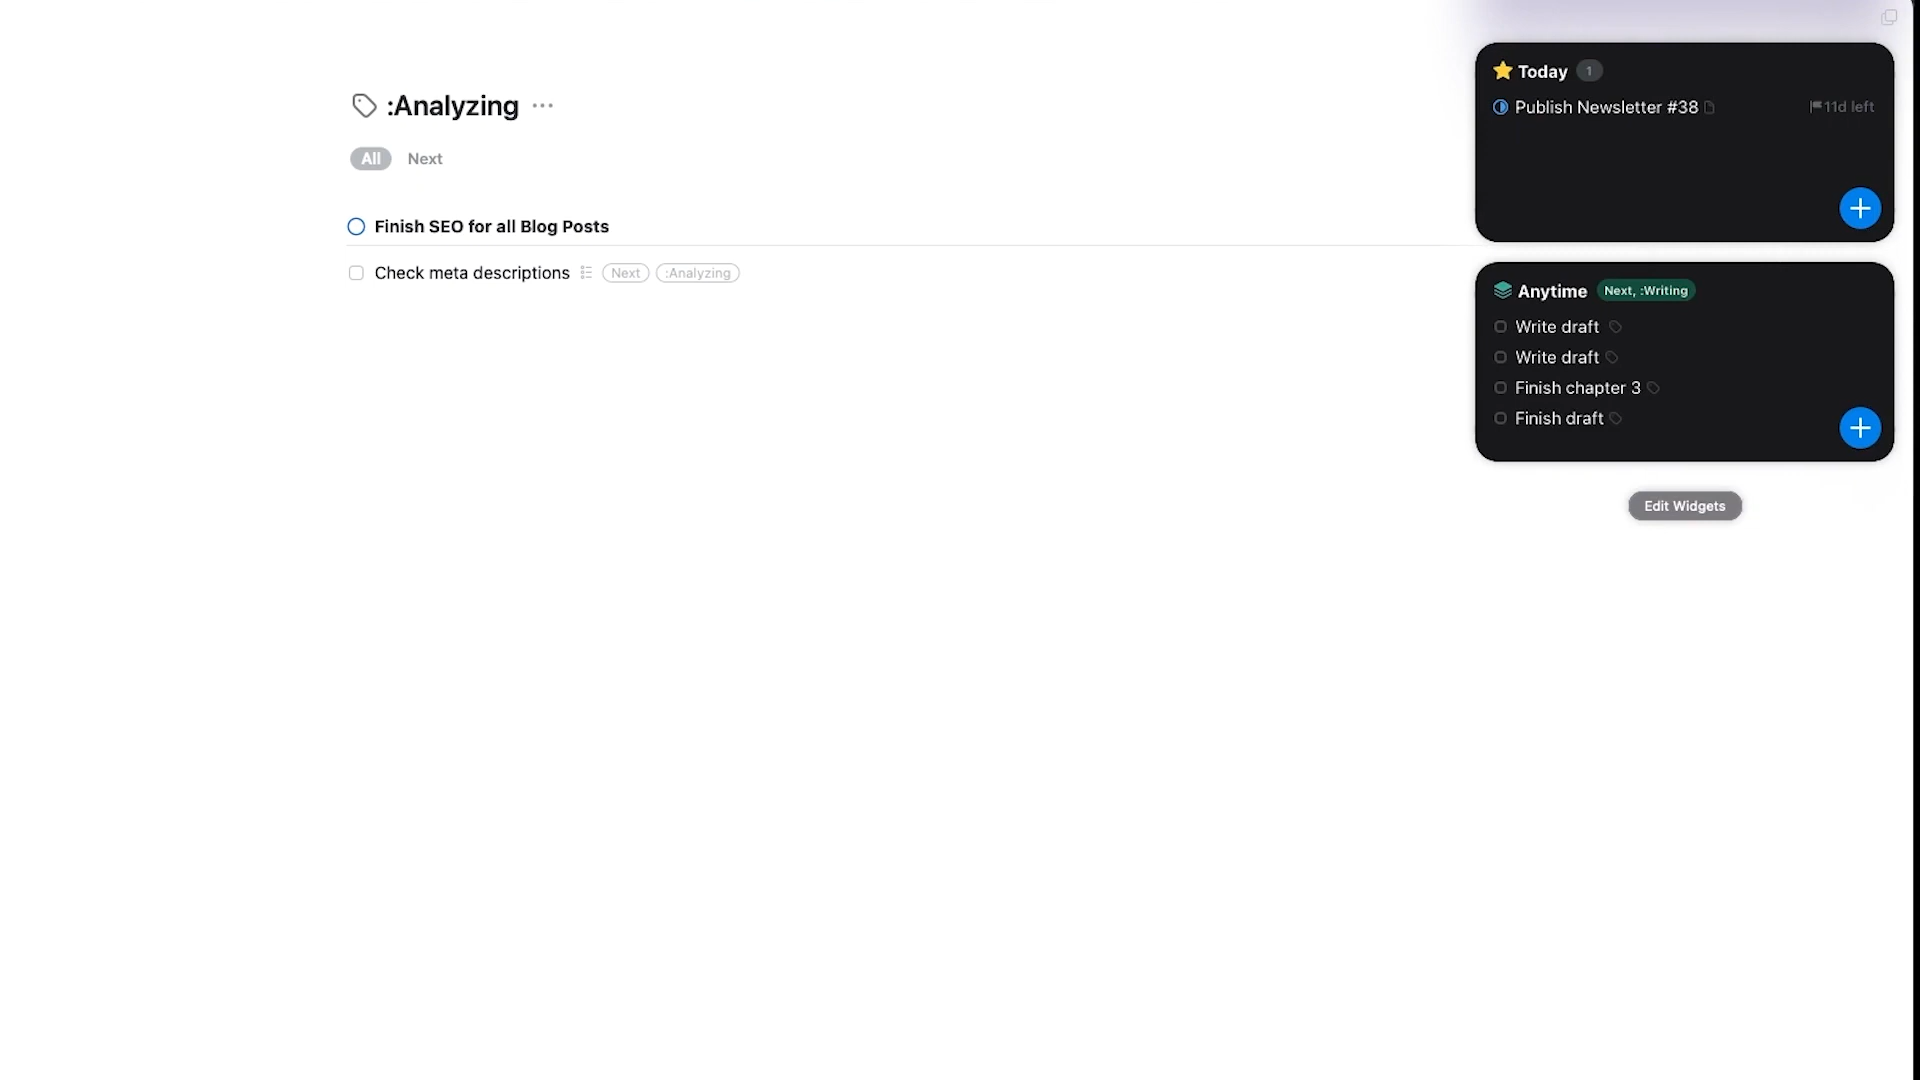 :Analyzing
All Next
Finish SEO for all Blog Posts
Check meta descriptions Next :Analyzing
Today 1
Publish Newsletter #38 11d left
Anytime Next, :Writing
Write draft
Write draft
Finish chapter 3
Finish draft
Edit Widgets